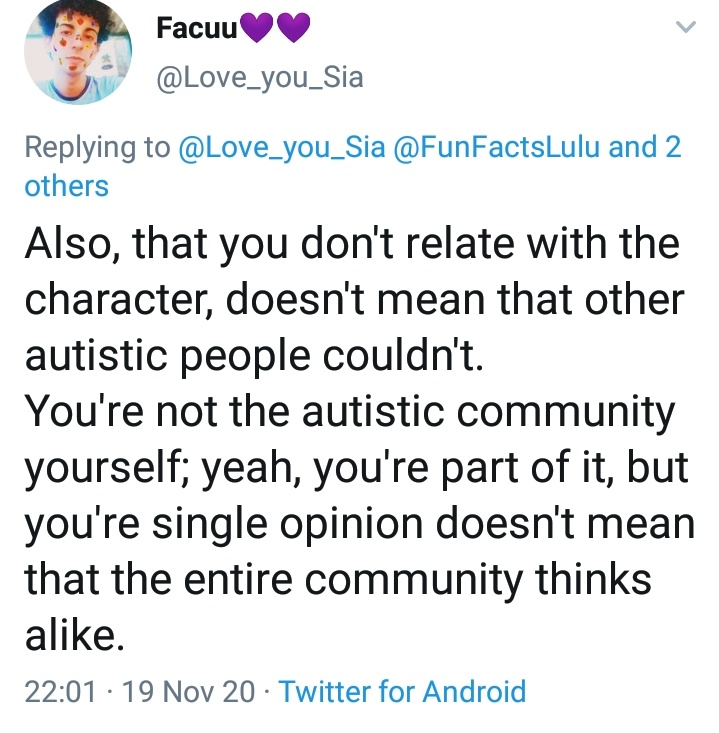 Facuu💜💜
@Love_you_Sia
Replying to @Love_you_Sia @FunFactsLulu and 2
others
Also, that you don't relate with the
character, doesn't mean that other
autistic people couldn't.
You're not the autistic community
yourself; yeah, you're part of it, but
you're single opinion doesn't mean
that the entire community thinks
alike.
22:01 · 19 Nov 20 · Twitter for Android